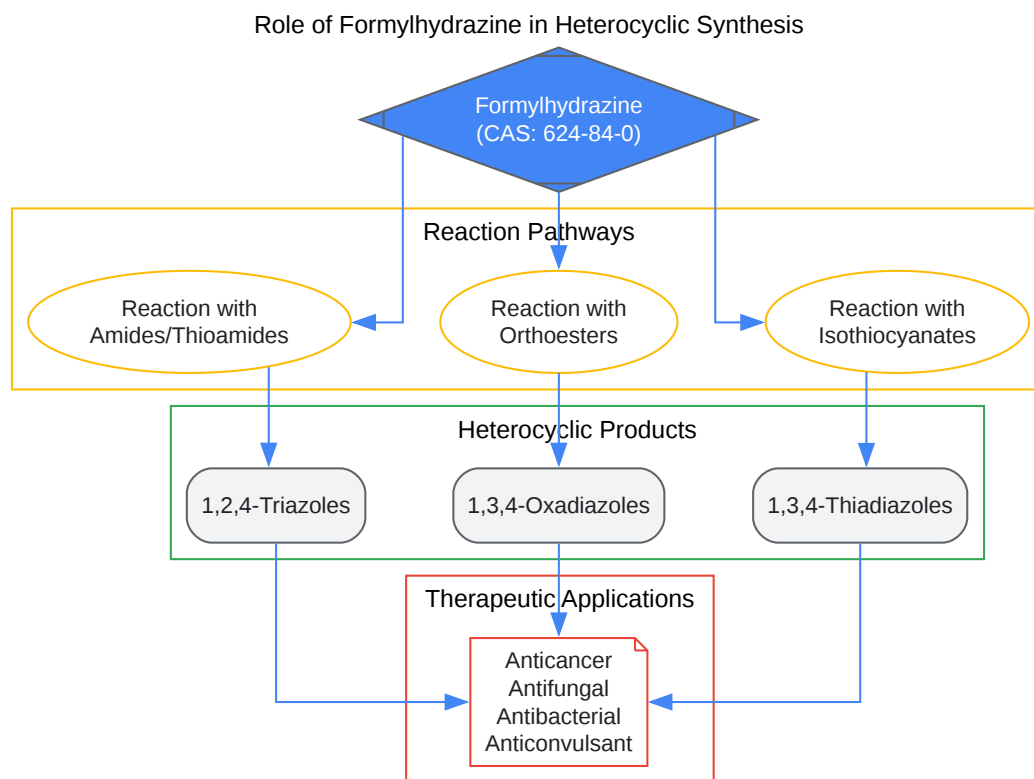 Role of Formylhydrazine in Heterocyclic Synthesis
Formylhydrazine
(CAS: 624-84-0)
Reaction Pathways
Reaction with
Amides/Thioamides
Reaction with
Orthoesters
Reaction with
Isothiocyanates
Heterocyclic Products
1,2,4-Triazoles
1,3,4-Oxadiazoles
1,3,4-Thiadiazoles
Therapeutic Applications
Anticancer
Antifungal
Antibacterial
Anticonvulsant